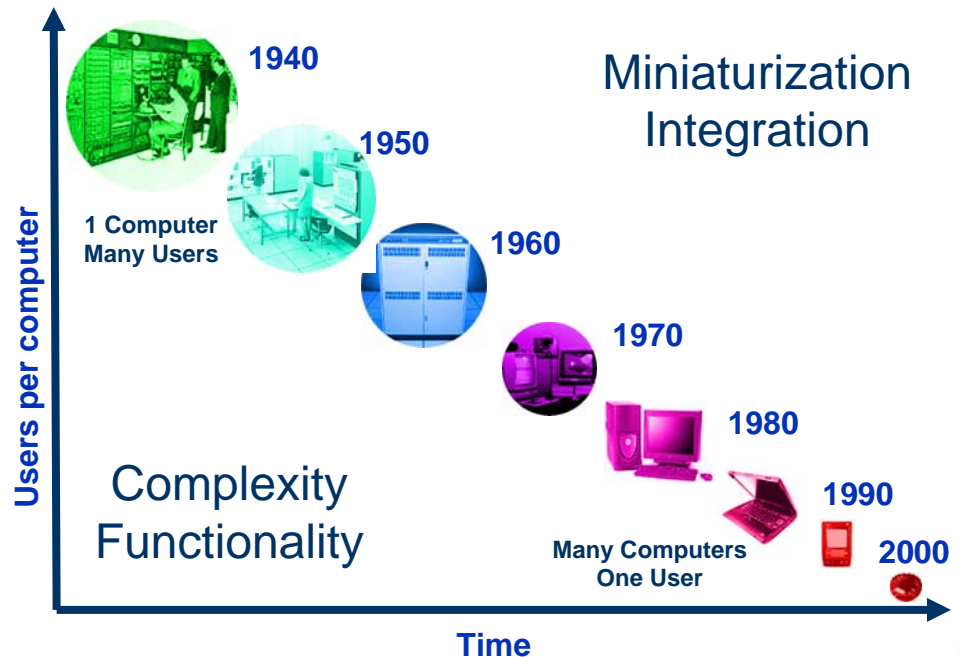 1940
Miniaturization
Integration
1950
1 Computer
Many Users
1960
1970
1980
Complexity
Functionality
1990
Many Computers
One User
2000
Users per computer
Time